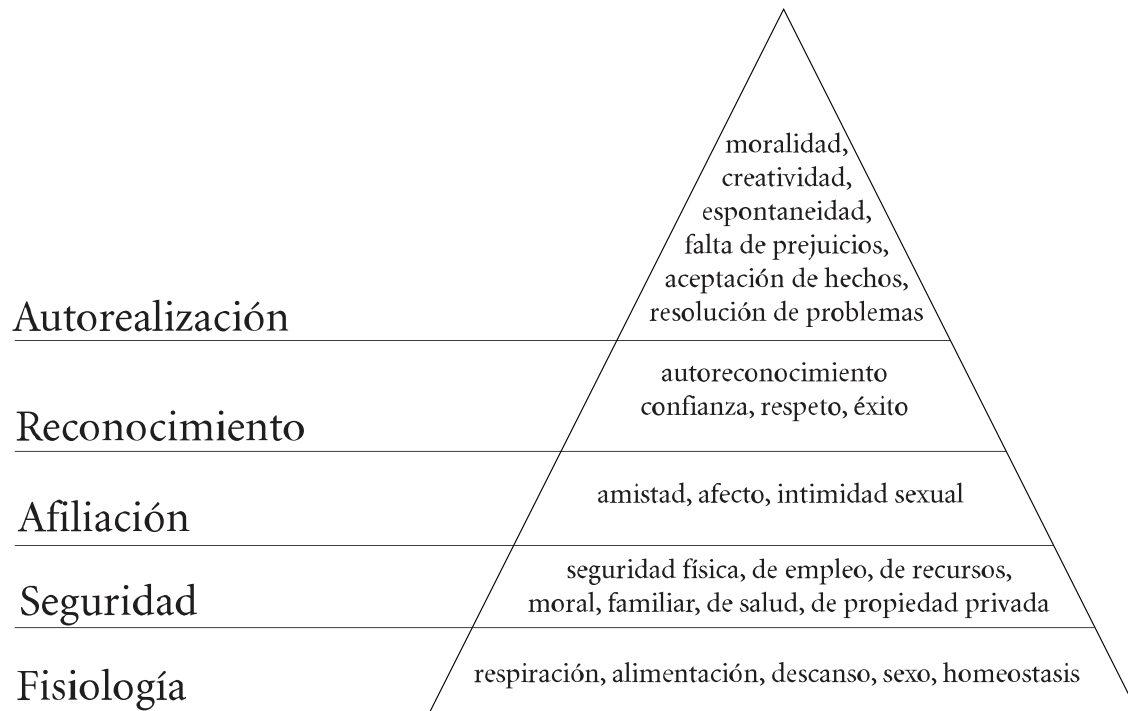 moralidad,
creatividad,
espontaneidad,
falta de prejuicios,
aceptación de hechos,
resolución de problemas
Autorealización
autoreconocimiento
confianza, respeto, éxito
Reconocimiento
amistad, afecto, intimidad sexual
Afiliación
seguridad física, de empleo, de recursos,
moral, familiar, de salud, de propiedad privada
Seguridad
respiración, alimentación, descanso, sexo, homeostasis
Fisiología